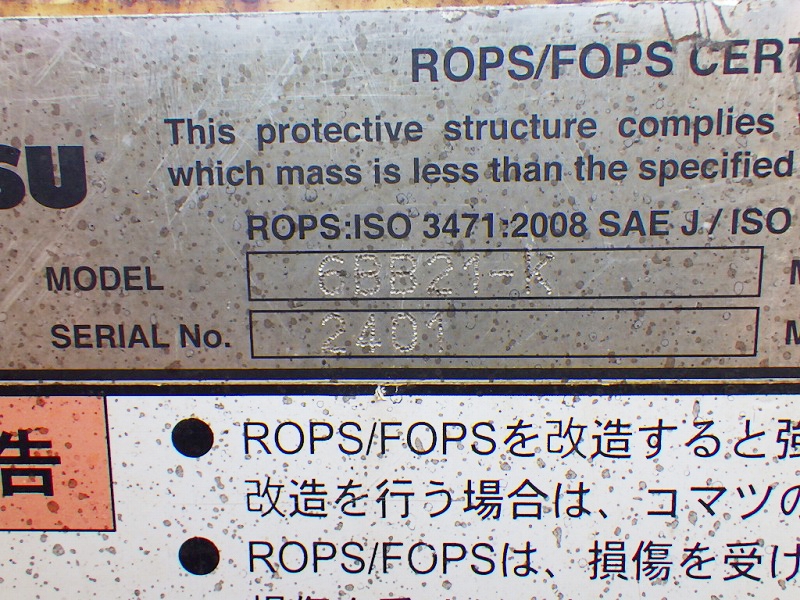 ROPS/FOPS CERT
This protective structure complies
SU
which mass is less than the specified
ROPS:ISO 3471:2008 SAE J / ISO
MODEL 6BB21-K M
SERIAL No. 2401 M
告
● ROPS/FOPSを改造すると強
改造を行う場合は、コマツの
● ROPS/FOPSは、損傷を受け